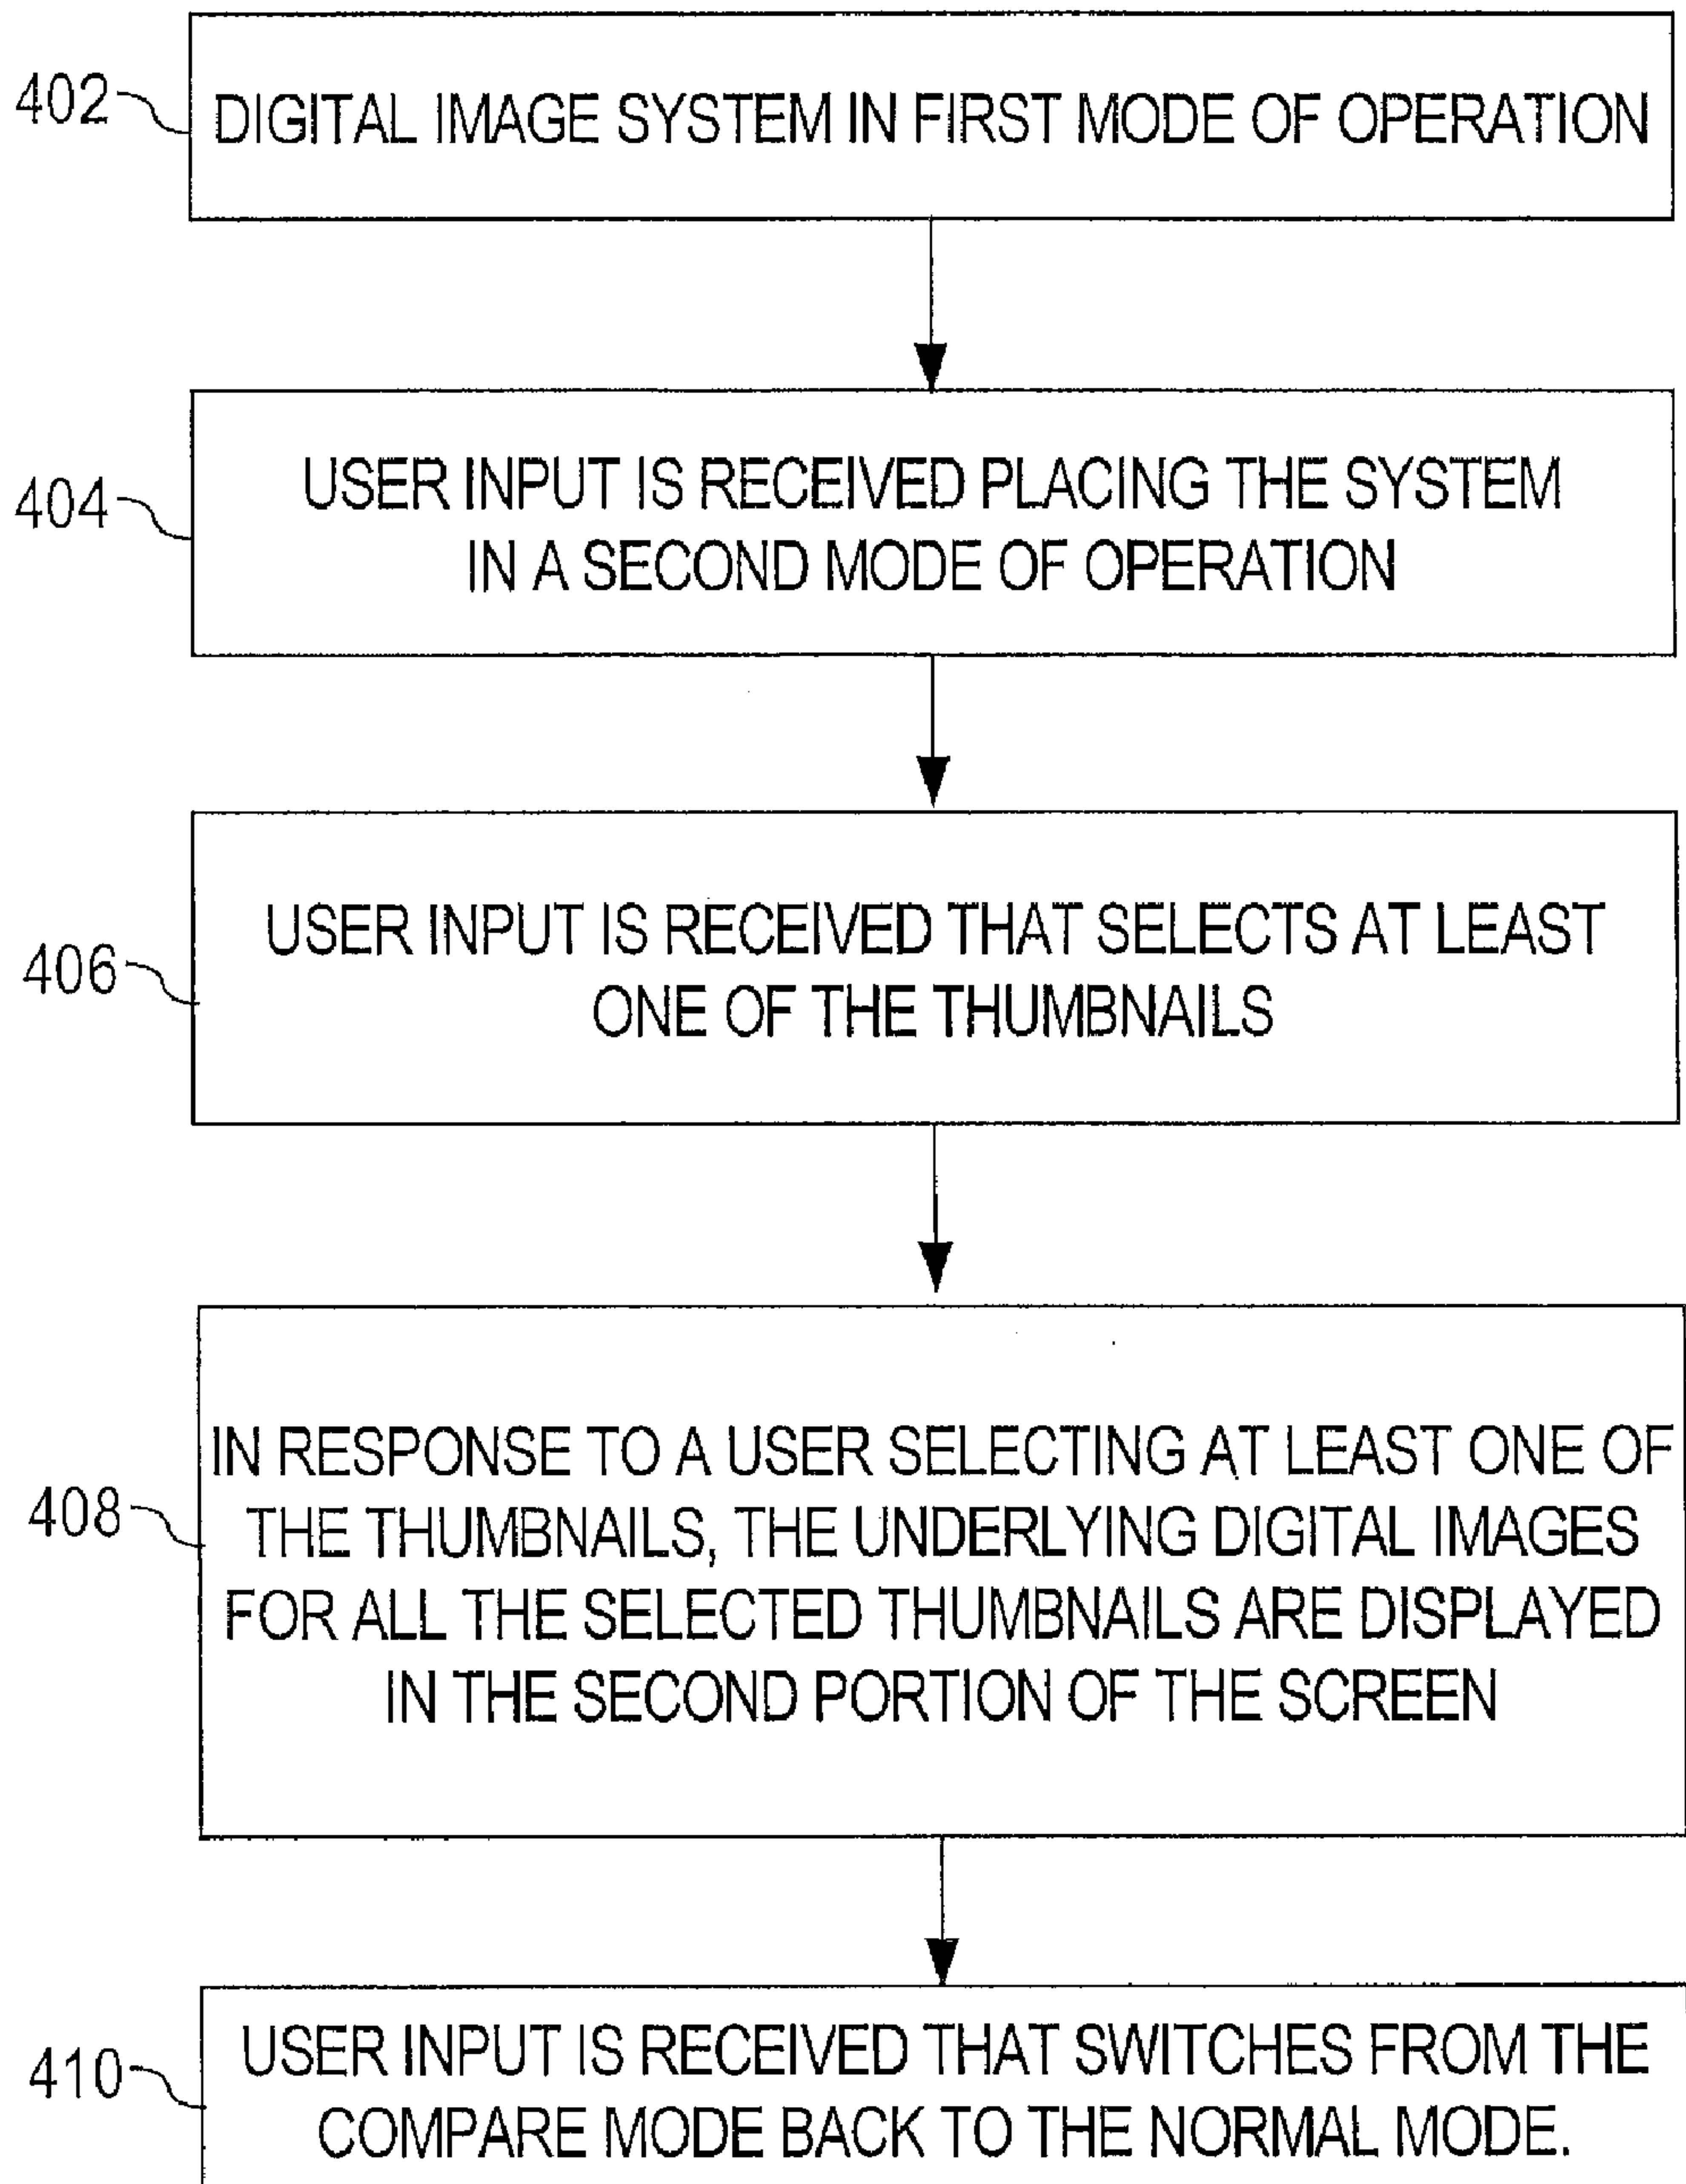 402
DIGITAL IMAGE SYSTEM IN FIRST MODE OF OPERATION
404
USER INPUT IS RECEIVED PLACING THE SYSTEM
IN A SECOND MODE OF OPERATION
406
USER INPUT IS RECEIVED THAT SELECTS AT LEAST
ONE OF THE THUMBNAILS
408
IN RESPONSE TO A USER SELECTING AT LEAST ONE OF
THE THUMBNAILS, THE UNDERLYING DIGITAL IMAGES
FOR ALL THE SELECTED THUMBNAILS ARE DISPLAYED
IN THE SECOND PORTION OF THE SCREEN
410
USER INPUT IS RECEIVED THAT SWITCHES FROM THE
COMPARE MODE BACK TO THE NORMAL MODE.